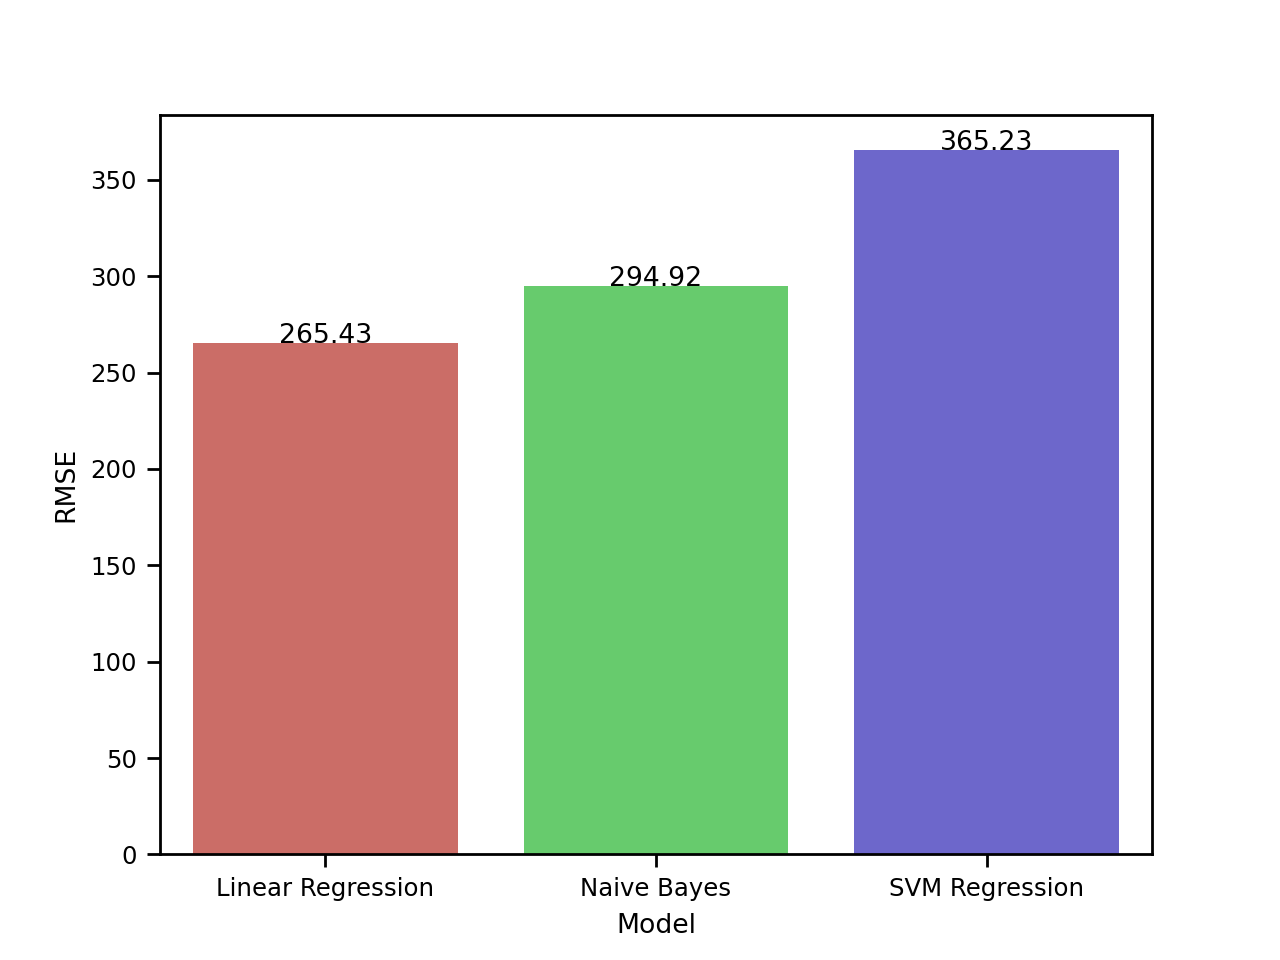 365.23
350
300
294.92
265.43
250
200
RMSE
150
100
50
0
Linear Regression
Naive Bayes
SVM Regression
Model